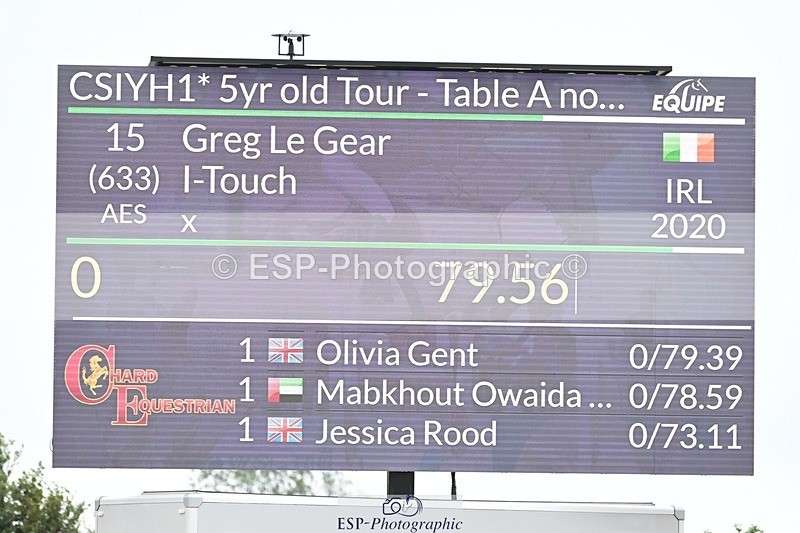 CSIYH1* 5yr old Tour - Table A no...
EQUIPE
15 Greg Le Gear
(633) I-Touch IRL
AES x 2020
© ESP-Photographic ©
0 79.56
1 Olivia Gent 0/79.39
1 Mabkhout Owaida ... 0/78.59
1 Jessica Rood 0/73.11
CHARD
EQUESTRIAN
ESP-Photographic